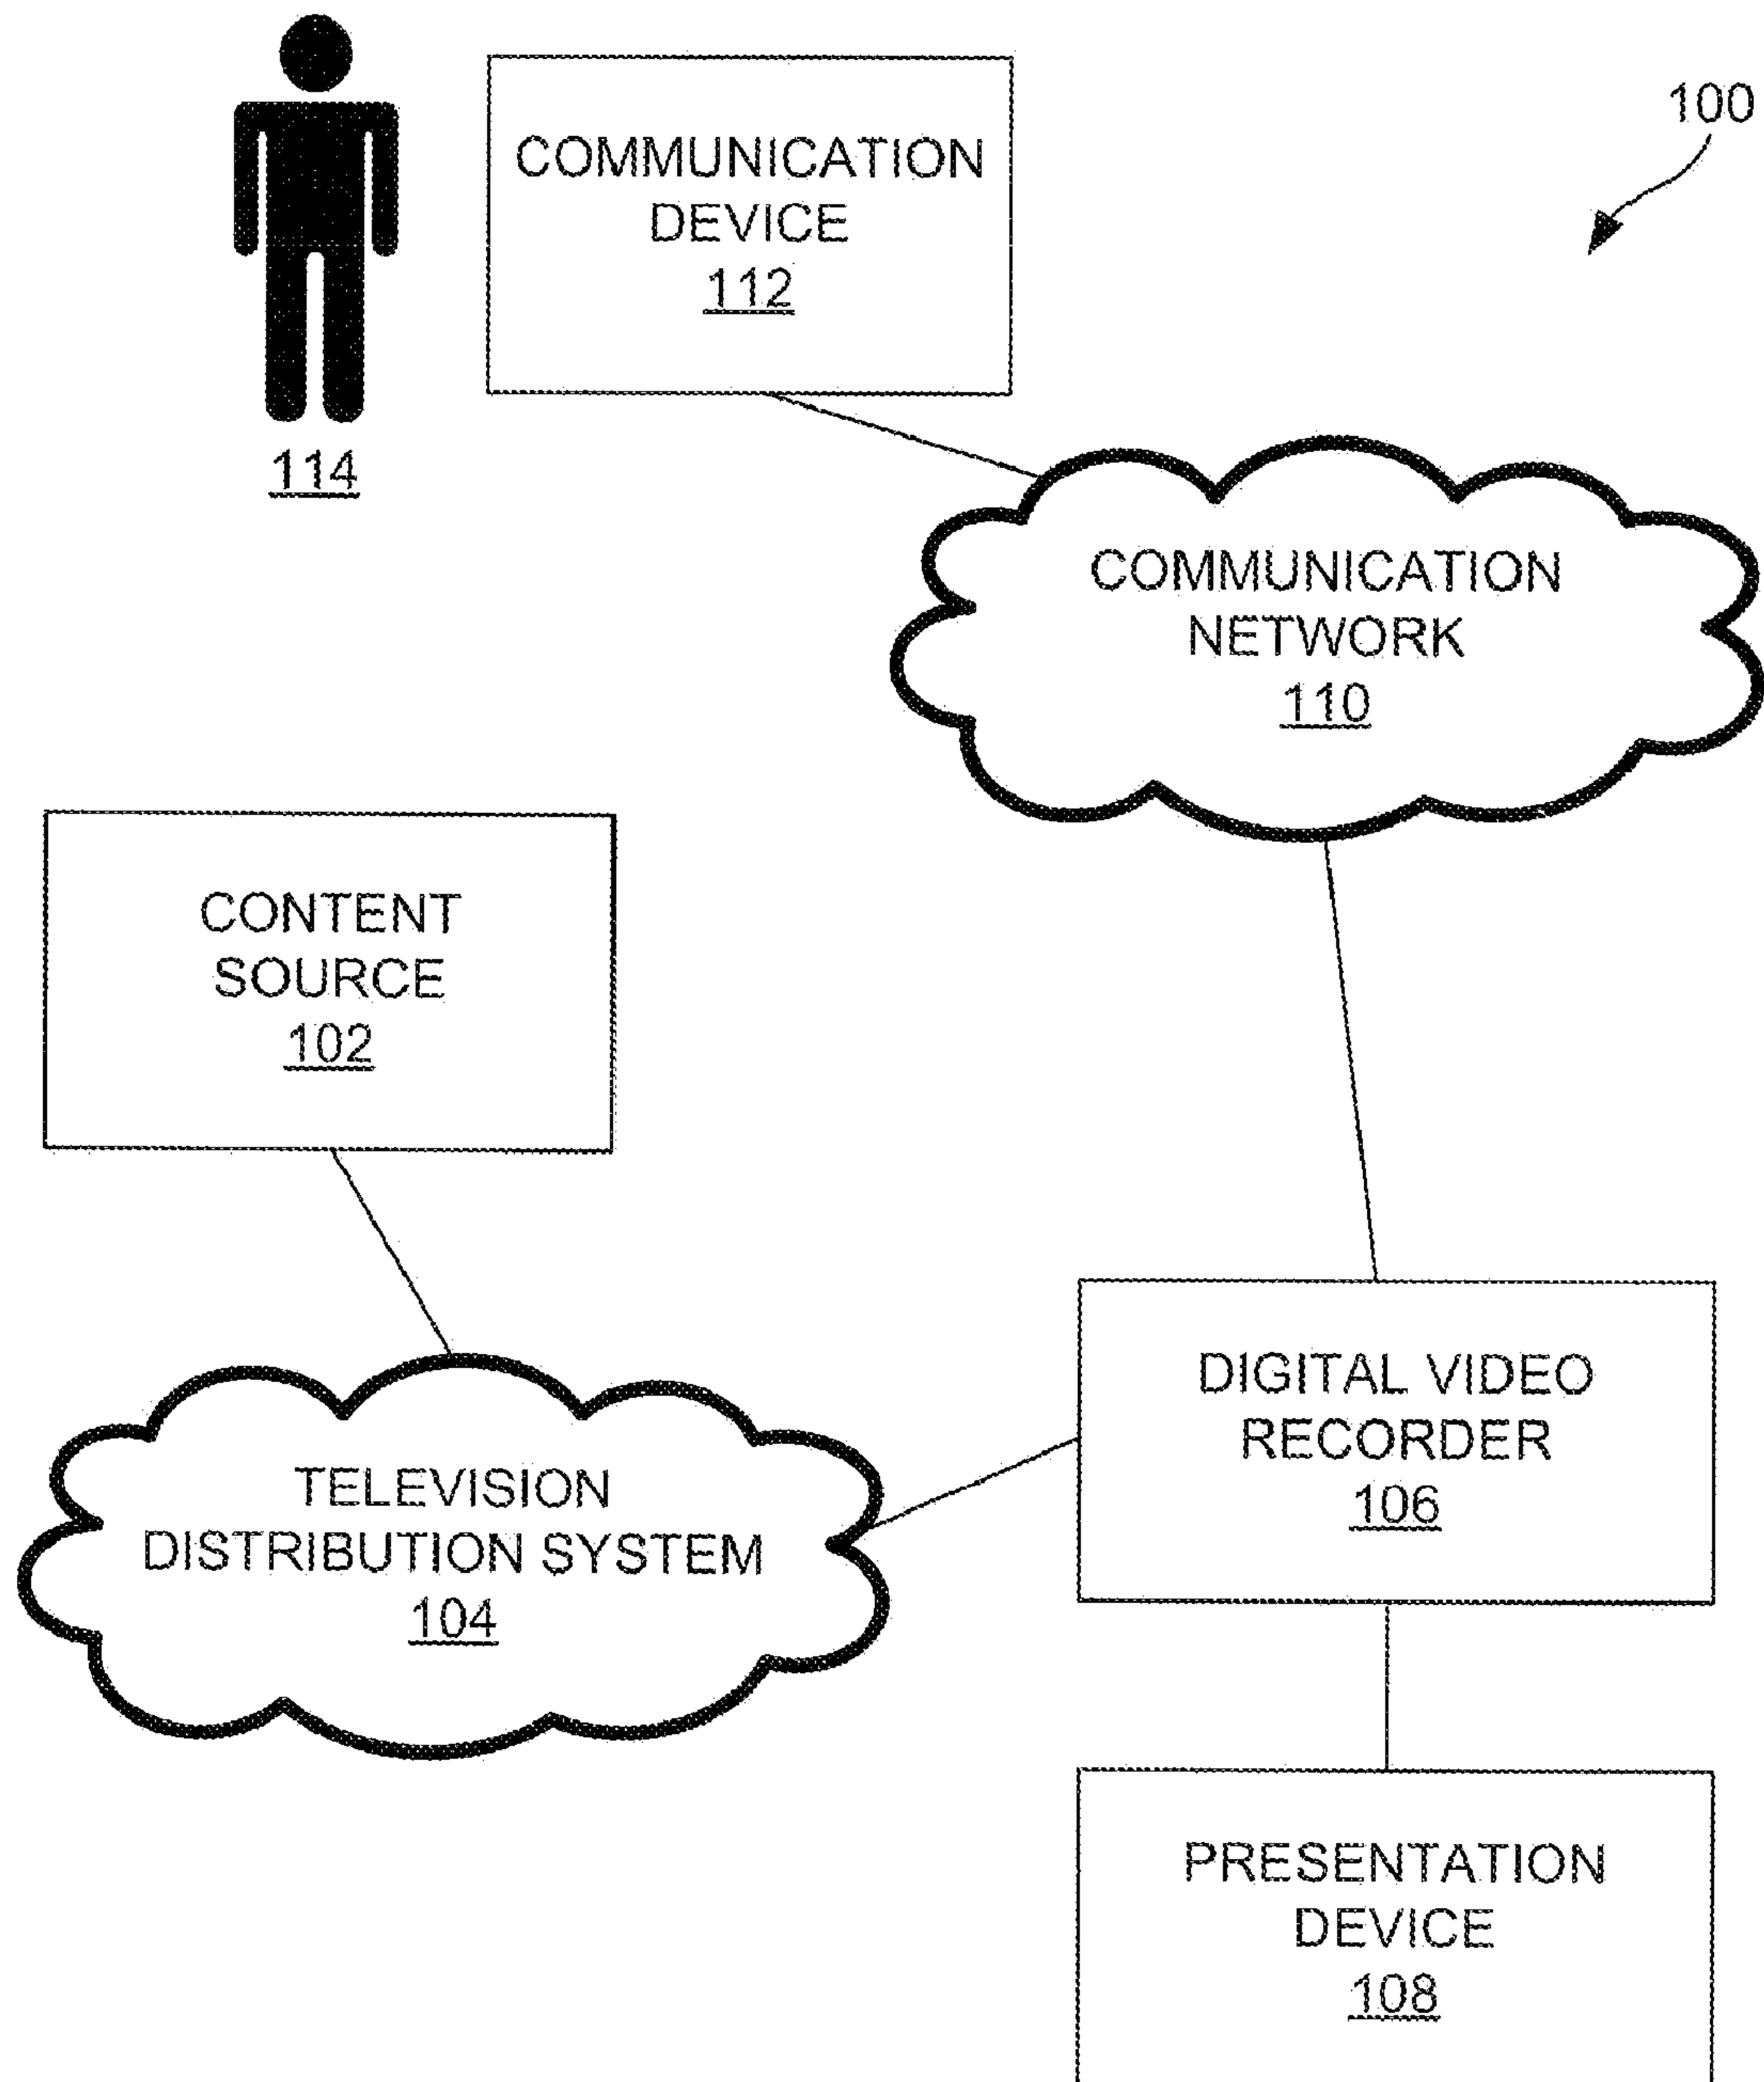 100
COMMUNICATION
DEVICE
112
114
COMMUNICATION
NETWORK
110
CONTENT
SOURCE
102
DIGITAL VIDEO
RECORDER
106
TELEVISION
DISTRIBUTION SYSTEM
104
PRESENTATION
DEVICE
108